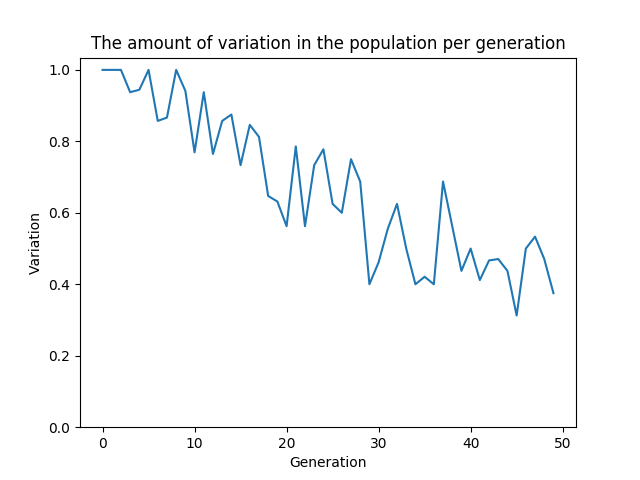 The amount of variation in the population per generation
1.0
0.8
0.6
0.4
0.2
0.0
Variation
0 10 20 30 40 50
Generation